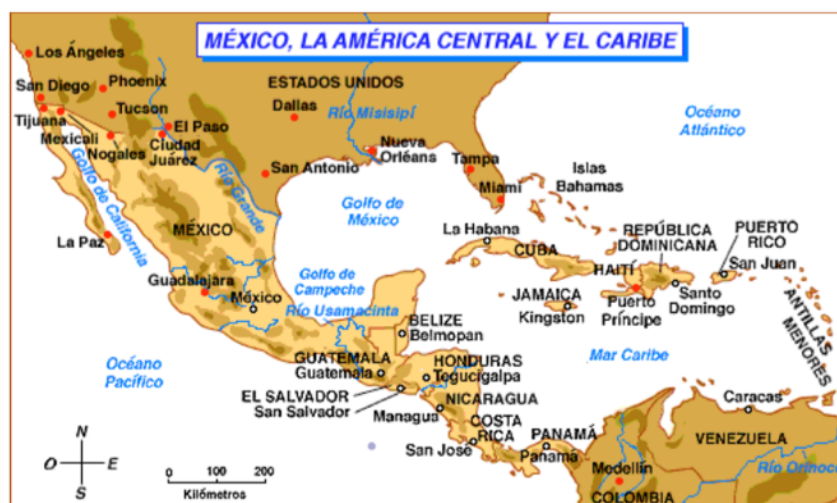 MÉXICO, LA AMÉRICA CENTRAL Y EL CARIBE
Los Ángeles
San Diego
Phoenix
Tucson
Tijuana
Mexicali
Nogales
El Paso
Ciudad
Juárez
ESTADOS UNIDOS
Dallas
Río Misisipí
San Antonio
Nueva
Orléans
Tampa
Miami
Océano
Atlántico
Islas
Bahamas
Golfo de California
Río Grande
Golfo de
México
La Paz
MÉXICO
Guadalajara
México
Golfo de
Campeche
Río Usamacinta
La Habana
CUBA
HAITÍ
REPÚBLICA
DOMINICANA
PUERTO
RICO
San Juan
JAMAICA
Kingston
Puerto
Príncipe
Santo
Domingo
ANTILLAS
MENORES
Mar Caribe
BELIZE
Belmopan
GUATEMALA
Guatemala
HONDURAS
Tegucigalpa
EL SALVADOR
San Salvador
NICARAGUA
Managua
COSTA
RICA
San José
PANAMÁ
Panamá
Océano
Pacífico
Caracas
VENEZUELA
Río Orinoco
Medellín
COLOMBIA
N
O
E
S
0 100 200
Kilómetros